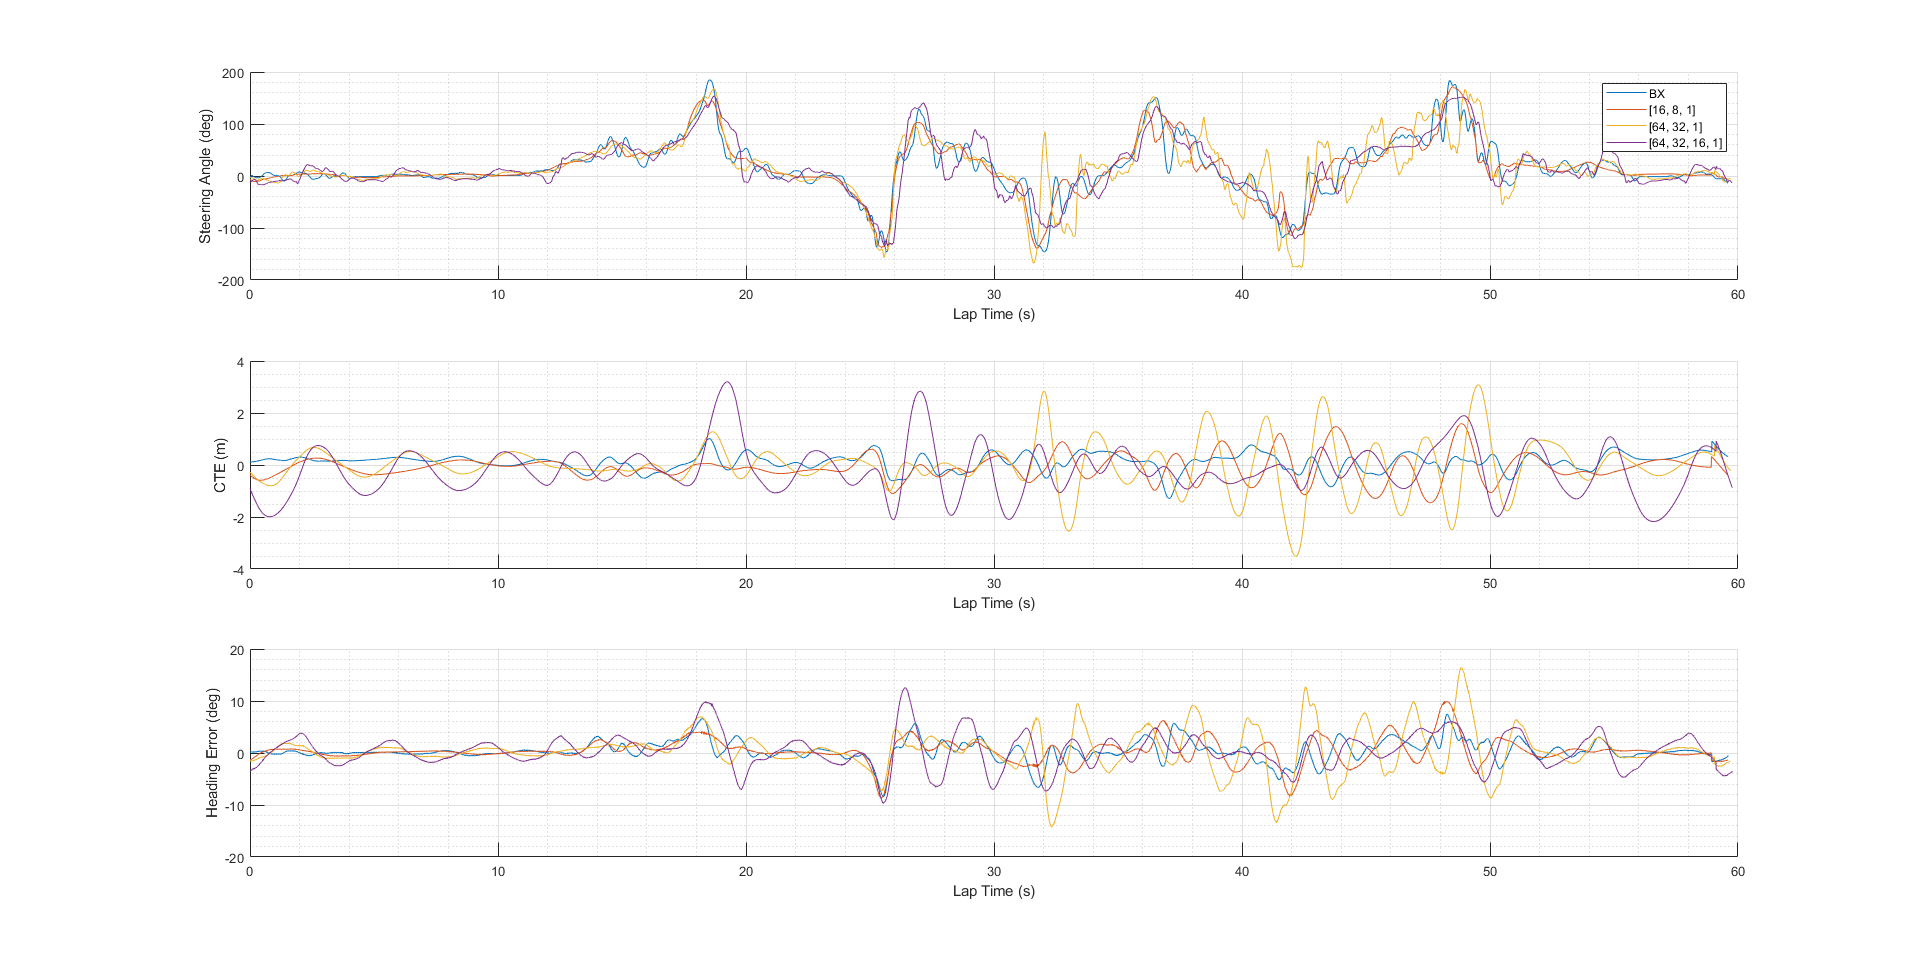 200
100
0
-100
-200
Steering Angle (deg)
BX
[16, 8, 1]
[64, 32, 1]
[64, 32, 16, 1]
0 10 20 30 40 50 60
Lap Time (s)
4
2
0
-2
-4
CTE (m)
0 10 20 30 40 50 60
Lap Time (s)
20
10
0
-10
-20
Heading Error (deg)
0 10 20 30 40 50 60
Lap Time (s)